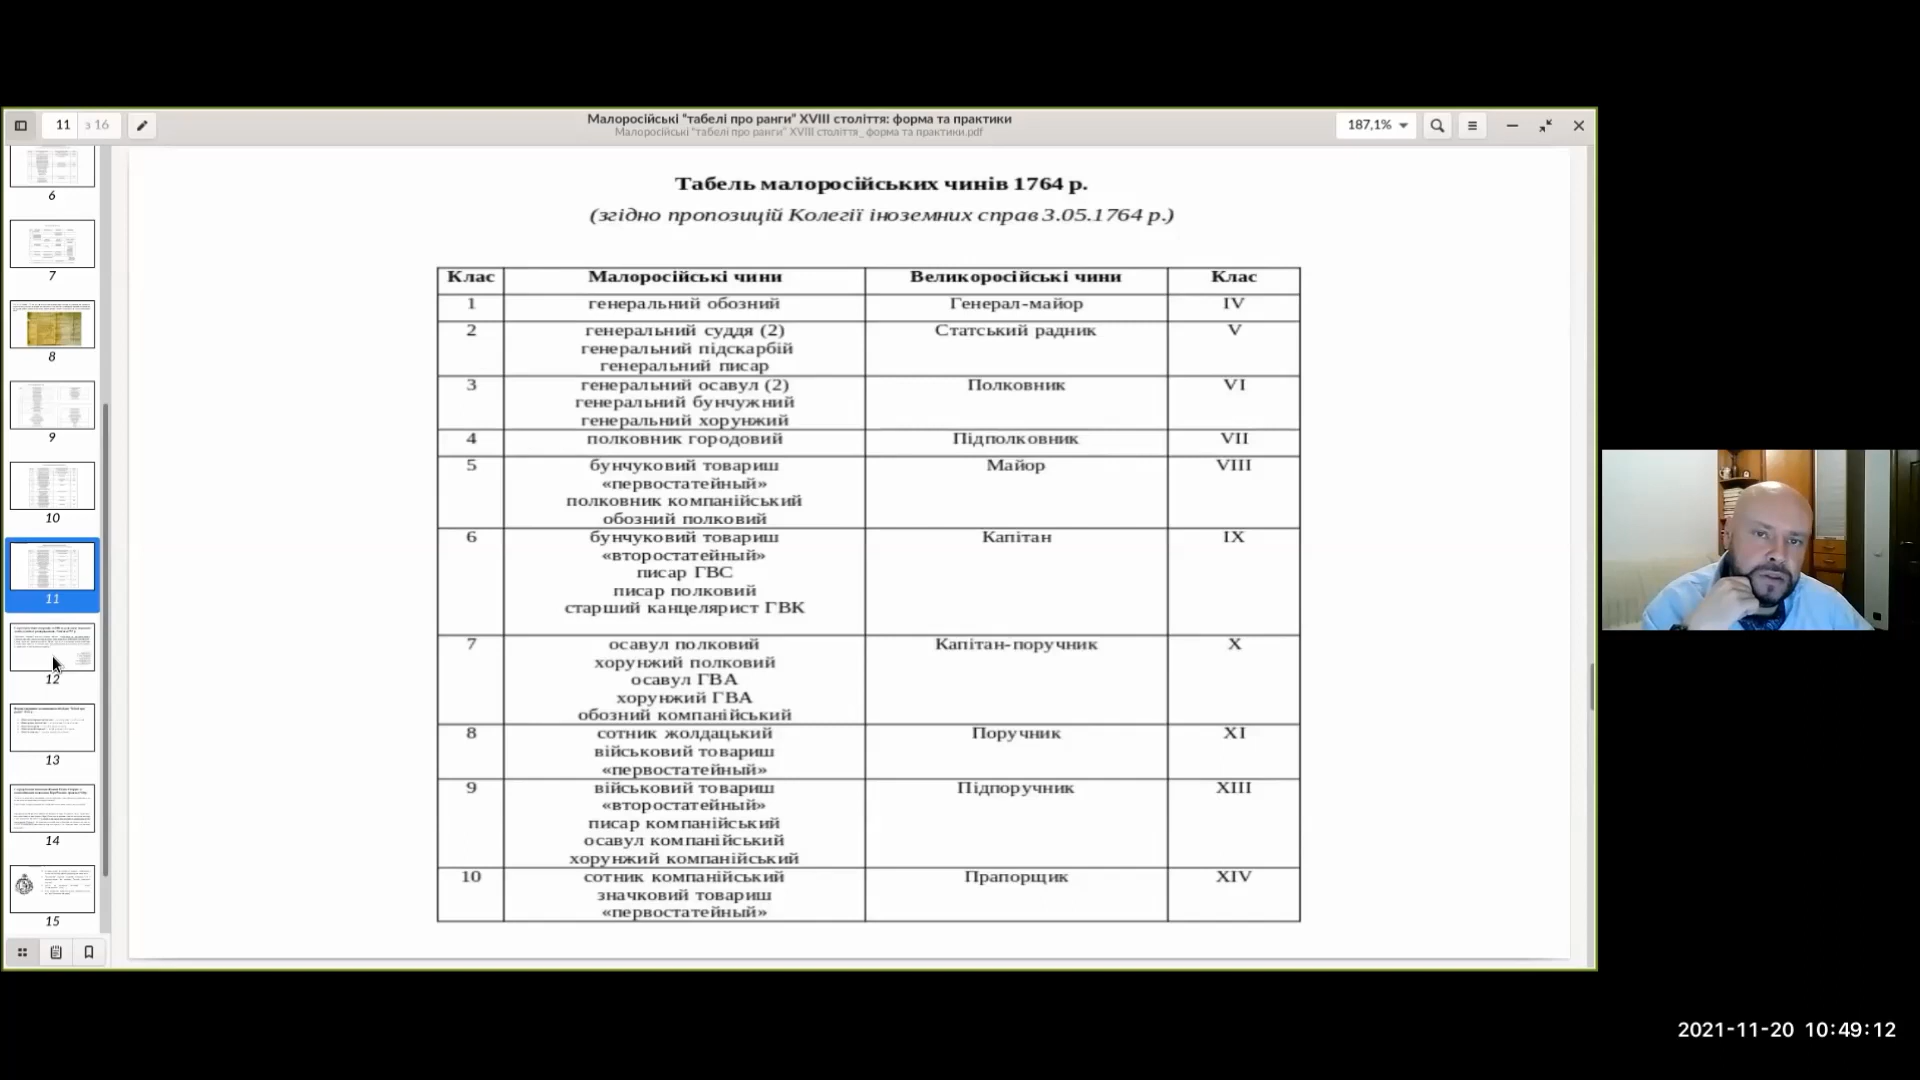 11 з 16
Малоросійські "табелі про ранги" XVIII століття: форма та практики
Малоросійські "табелі про ранги" XVIII століття_ форма та практики.pdf
187,1%
6
7
8
9
10
11
12
13
14
15
Табель малоросійських чинів 1764 р.
(згідно пропозицій Колегії іноземних справ 3.05.1764 р.)
Клас Малоросійські чини Великоросійські чини Клас
1 генеральний обозний Генерал-майор IV
2 генеральний суддя (2) Статський радник V
генеральний підскарбій
генеральний писар
3 генеральний осавул (2) Полковник VI
генеральний бунчужний
генеральний хорунжий
4 полковник городовий Підполковник VII
5 бунчуковий товариш Майор VIII
«первостатейный»
полковник компанійський
обозний полковий
6 бунчуковий товариш Капітан IX
«второстатейный»
писар ГВС
писар полковий
старший канцелярист ГВК
7 осавул полковий Капітан-поручник X
хорунжий полковий
осавул ГВА
хорунжий ГВА
обозний компанійський
8 сотник жолдацький Поручник XI
військовий товариш
«первостатейный»
9 військовий товариш Підпоручник XIII
«второстатейный»
писар компанійський
осавул компанійський
хорунжий компанійський
10 сотник компанійський Прапорщик XIV
значковий товариш
«первостатейный»
2021-11-20 10:49:12